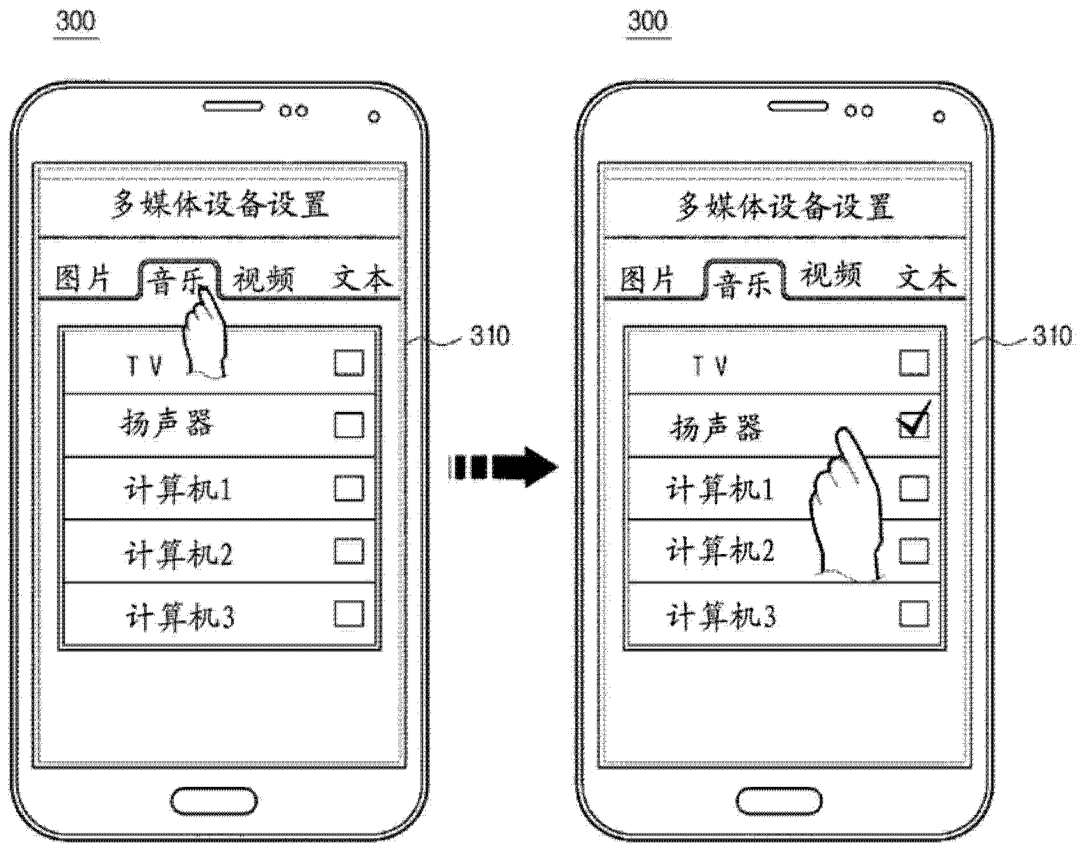 300
多媒体设备设置
图片 音乐 视频 文本
310
TV
扬声器
计算机1
计算机2
计算机3
300
多媒体设备设置
图片 音乐 视频 文本
310
TV
扬声器
计算机1
计算机2
计算机3